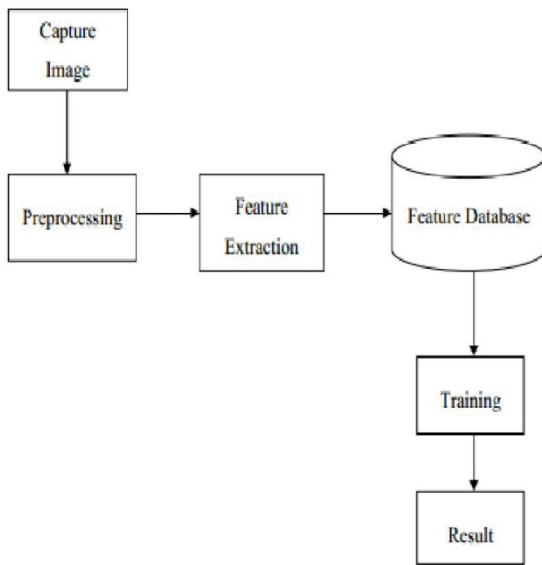 Capture
Image
Preprocessing
Feature
Extraction
Feature Database
Training
Result